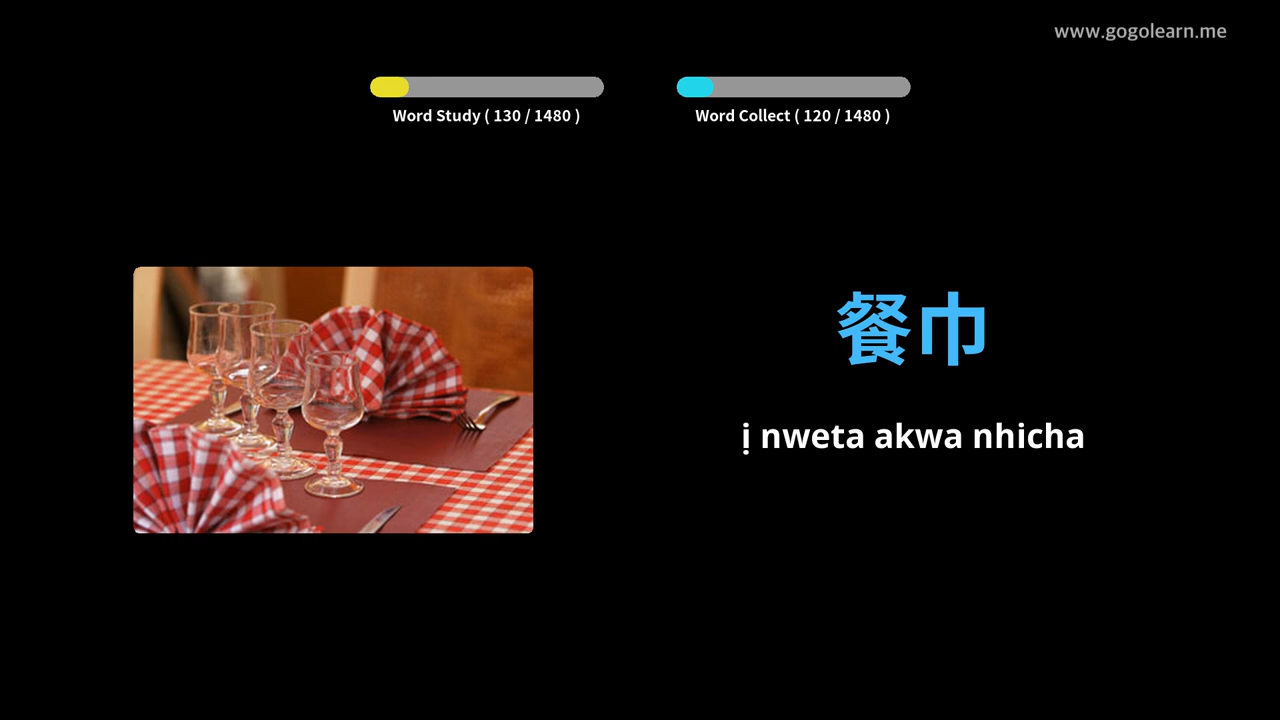 www.gogolearn.me
Word Study ( 130 / 1480 )
Word Collect ( 120 / 1480 )
餐巾
ị nweta akwa nhicha